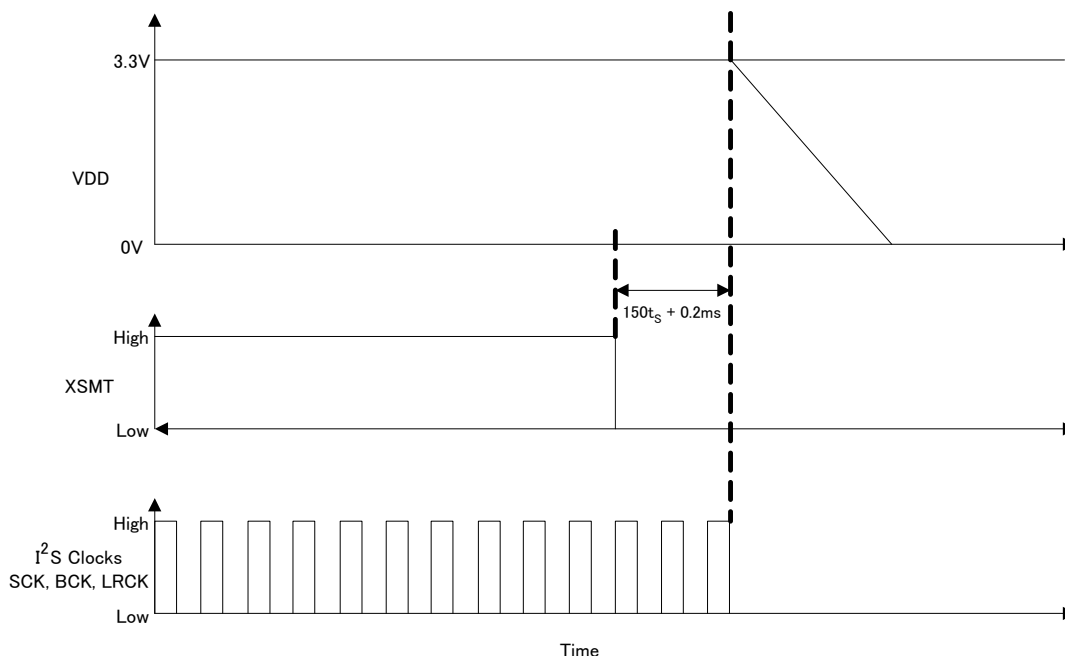 3.3V
VDD
0V
150tS + 0.2ms
High
XSMT
Low
High
I2S Clocks
SCK, BCK, LRCK
Low
Time